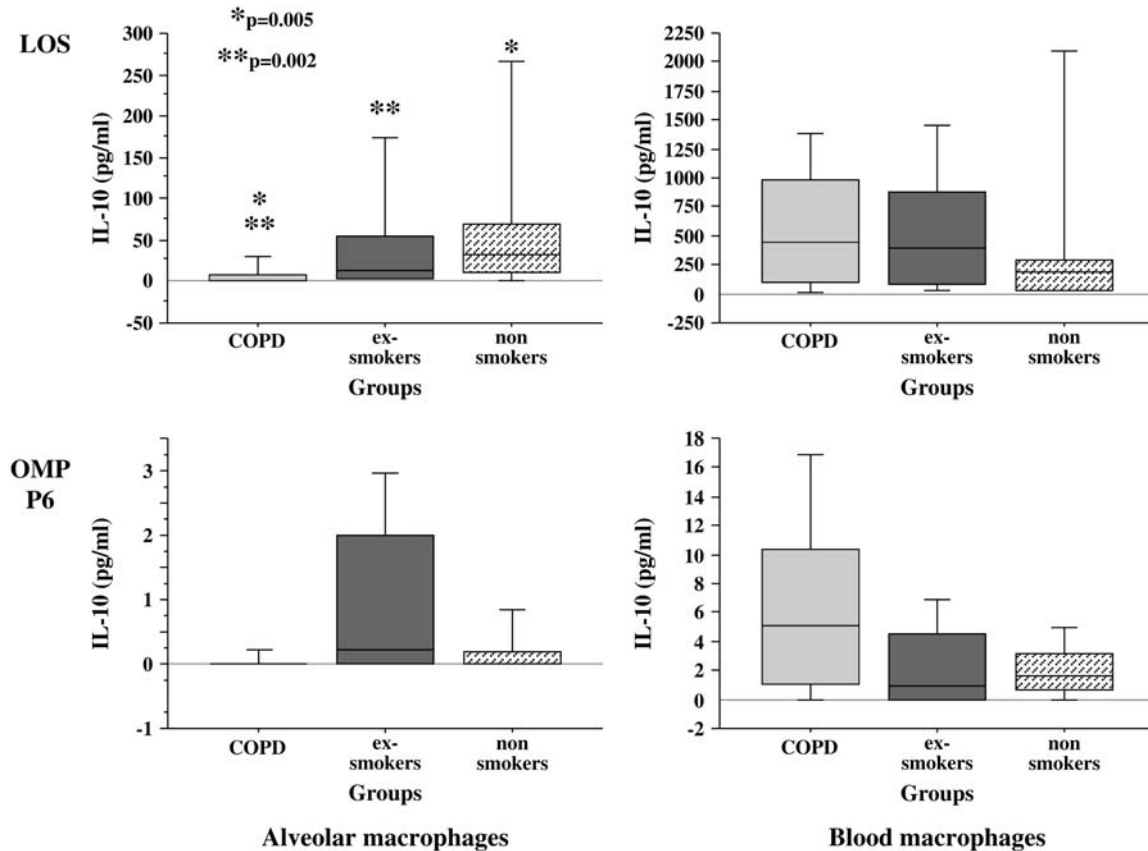 LOS
*p=0.005
**p=0.002
IL-10 (pg/ml)
300
250
200
150
100
50
0
-50
*
**
**
*
COPD
ex-
smokers
non
smokers
Groups
IL-10 (pg/ml)
2250
2000
1750
1500
1250
1000
750
500
250
0
-250
COPD
ex-
smokers
non
smokers
Groups
OMP
P6
IL-10 (pg/ml)
3
2
1
0
-1
COPD
ex-
smokers
non
smokers
Groups
Alveolar macrophages
IL-10 (pg/ml)
18
16
14
12
10
8
6
4
2
0
-2
COPD
ex-
smokers
non
smokers
Groups
Blood macrophages